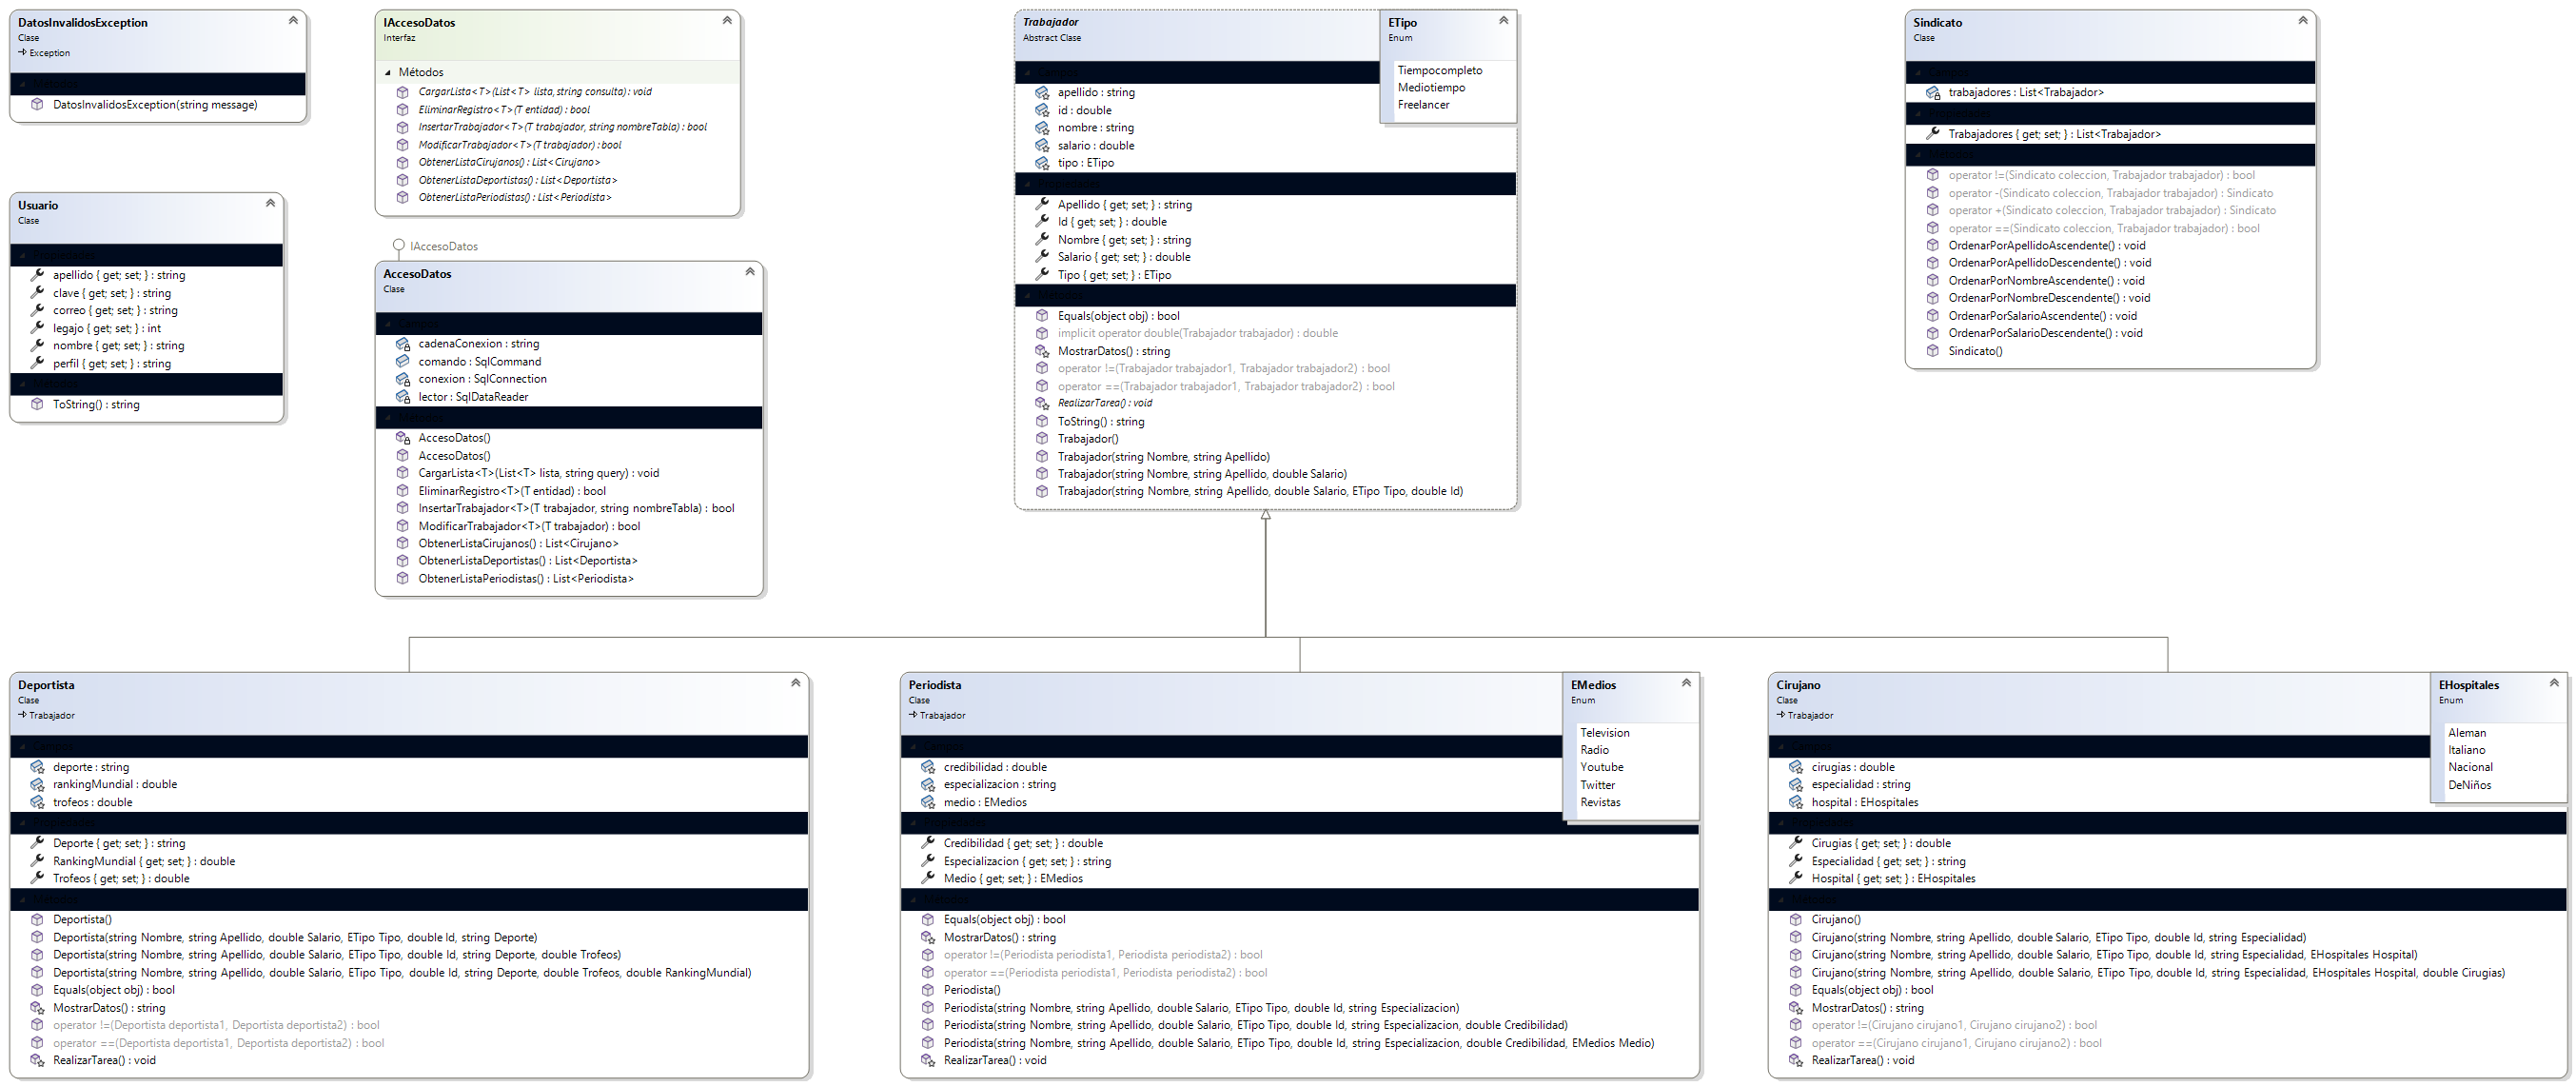 DatosInvalidosException
Clase
Exception
DatosInvalidosException(string message)
Usuario
Clase
Propiedades
apellido { get; set; } : string
clave { get; set; } : string
correo { get; set; } : string
legajo { get; set; } : int
nombre { get; set; } : string
perfil { get; set; } : string
Métodos
ToString() : string
IAccesoDatos
Interfaz
Métodos
CargarLista<T>(List<T> lista, string consulta) : void
EliminarRegistro<T>(T entidad) : bool
InsertarTrabajador<T>(T trabajador, string nombreTabla) : bool
ModificarTrabajador<T>(T trabajador) : bool
ObtenerListaCirujanos() : List<Cirujano>
ObtenerListaDeportistas() : List<Deportista>
ObtenerListaPeriodistas() : List<Periodista>
IAccesoDatos
AccesoDatos
Clase
Campos
cadenaConexion : string
comando : SqlCommand
conexion : SqlConnection
lector : SqlDataReader
Métodos
AccesoDatos()
AccesoDatos()
CargarLista<T>(List<T> lista, string query) : void
EliminarRegistro<T>(T entidad) : bool
InsertarTrabajador<T>(T trabajador, string nombreTabla) : bool
ModificarTrabajador<T>(T trabajador) : bool
ObtenerListaCirujanos() : List<Cirujano>
ObtenerListaDeportistas() : List<Deportista>
ObtenerListaPeriodistas() : List<Periodista>
Trabajador
Abstract Clase
Campos
apellido : string
id : double
nombre : string
salario : double
tipo : ETipo
Propiedades
Apellido { get; set; } : string
Id { get; set; } : double
Nombre { get; set; } : string
Salario { get; set; } : double
Tipo { get; set; } : ETipo
Métodos
Equals(object obj) : bool
implicit operator double(Trabajador trabajador) : double
MostrarDatos() : string
operator !=(Trabajador trabajador1, Trabajador trabajador2) : bool
operator ==(Trabajador trabajador1, Trabajador trabajador2) : bool
RealizarTarea() : void
ToString() : string
Trabajador()
Trabajador(string Nombre, string Apellido)
Trabajador(string Nombre, string Apellido, double Salario)
Trabajador(string Nombre, string Apellido, double Salario, ETipo Tipo, double Id)
ETipo
Enum
Tiempocompleto
Mediotiempo
Freelancer
Sindicato
Clase
Campos
trabajadores : List<Trabajador>
Propiedades
Trabajadores { get; set; } : List<Trabajador>
Métodos
operator !=(Sindicato coleccion, Trabajador trabajador) : bool
operator -(Sindicato coleccion, Trabajador trabajador) : Sindicato
operator +(Sindicato coleccion, Trabajador trabajador) : Sindicato
operator ==(Sindicato coleccion, Trabajador trabajador) : bool
OrdenarPorApellidoAscendente() : void
OrdenarPorApellidoDescendente() : void
OrdenarPorNombreAscendente() : void
OrdenarPorNombreDescendente() : void
OrdenarPorSalarioAscendente() : void
OrdenarPorSalarioDescendente() : void
Sindicato()
Deportista
Clase
Trabajador
Campos
deporte : string
rankingMundial : double
trofeos : double
Propiedades
Deporte { get; set; } : string
RankingMundial { get; set; } : double
Trofeos { get; set; } : double
Métodos
Deportista()
Deportista(string Nombre, string Apellido, double Salario, ETipo Tipo, double Id, string Deporte)
Deportista(string Nombre, string Apellido, double Salario, ETipo Tipo, double Id, string Deporte, double Trofeos)
Deportista(string Nombre, string Apellido, double Salario, ETipo Tipo, double Id, string Deporte, double Trofeos, double RankingMundial)
Equals(object obj) : bool
MostrarDatos() : string
operator !=(Deportista deportista1, Deportista deportista2) : bool
operator ==(Deportista deportista1, Deportista deportista2) : bool
RealizarTarea() : void
Periodista
Clase
Trabajador
Campos
credibilidad : double
especializacion : string
medio : EMedios
Propiedades
Credibilidad { get; set; } : double
Especializacion { get; set; } : string
Medio { get; set; } : EMedios
Métodos
Equals(object obj) : bool
MostrarDatos() : string
operator !=(Periodista periodista1, Periodista periodista2) : bool
operator ==(Periodista periodista1, Periodista periodista2) : bool
Periodista()
Periodista(string Nombre, string Apellido, double Salario, ETipo Tipo, double Id, string Especializacion)
Periodista(string Nombre, string Apellido, double Salario, ETipo Tipo, double Id, string Especializacion, double Credibilidad)
Periodista(string Nombre, string Apellido, double Salario, ETipo Tipo, double Id, string Especializacion, double Credibilidad, EMedios Medio)
RealizarTarea() : void
EMedios
Enum
Television
Radio
Youtube
Twitter
Revistas
Cirujano
Clase
Trabajador
Campos
cirugias : double
especialidad : string
hospital : EHospitales
Propiedades
Cirugias { get; set; } : double
Especialidad { get; set; } : string
Hospital { get; set; } : EHospitales
Métodos
Cirujano()
Cirujano(string Nombre, string Apellido, double Salario, ETipo Tipo, double Id, string Especialidad)
Cirujano(string Nombre, string Apellido, double Salario, ETipo Tipo, double Id, string Especialidad, EHospitales Hospital)
Cirujano(string Nombre, string Apellido, double Salario, ETipo Tipo, double Id, string Especialidad, EHospitales Hospital, double Cirugias)
Equals(object obj) : bool
MostrarDatos() : string
operator !=(Cirujano cirujano1, Cirujano cirujano2) : bool
operator ==(Cirujano cirujano1, Cirujano cirujano2) : bool
RealizarTarea() : void
EHospitales
Enum
Aleman
Italiano
Nacional
DeNiños